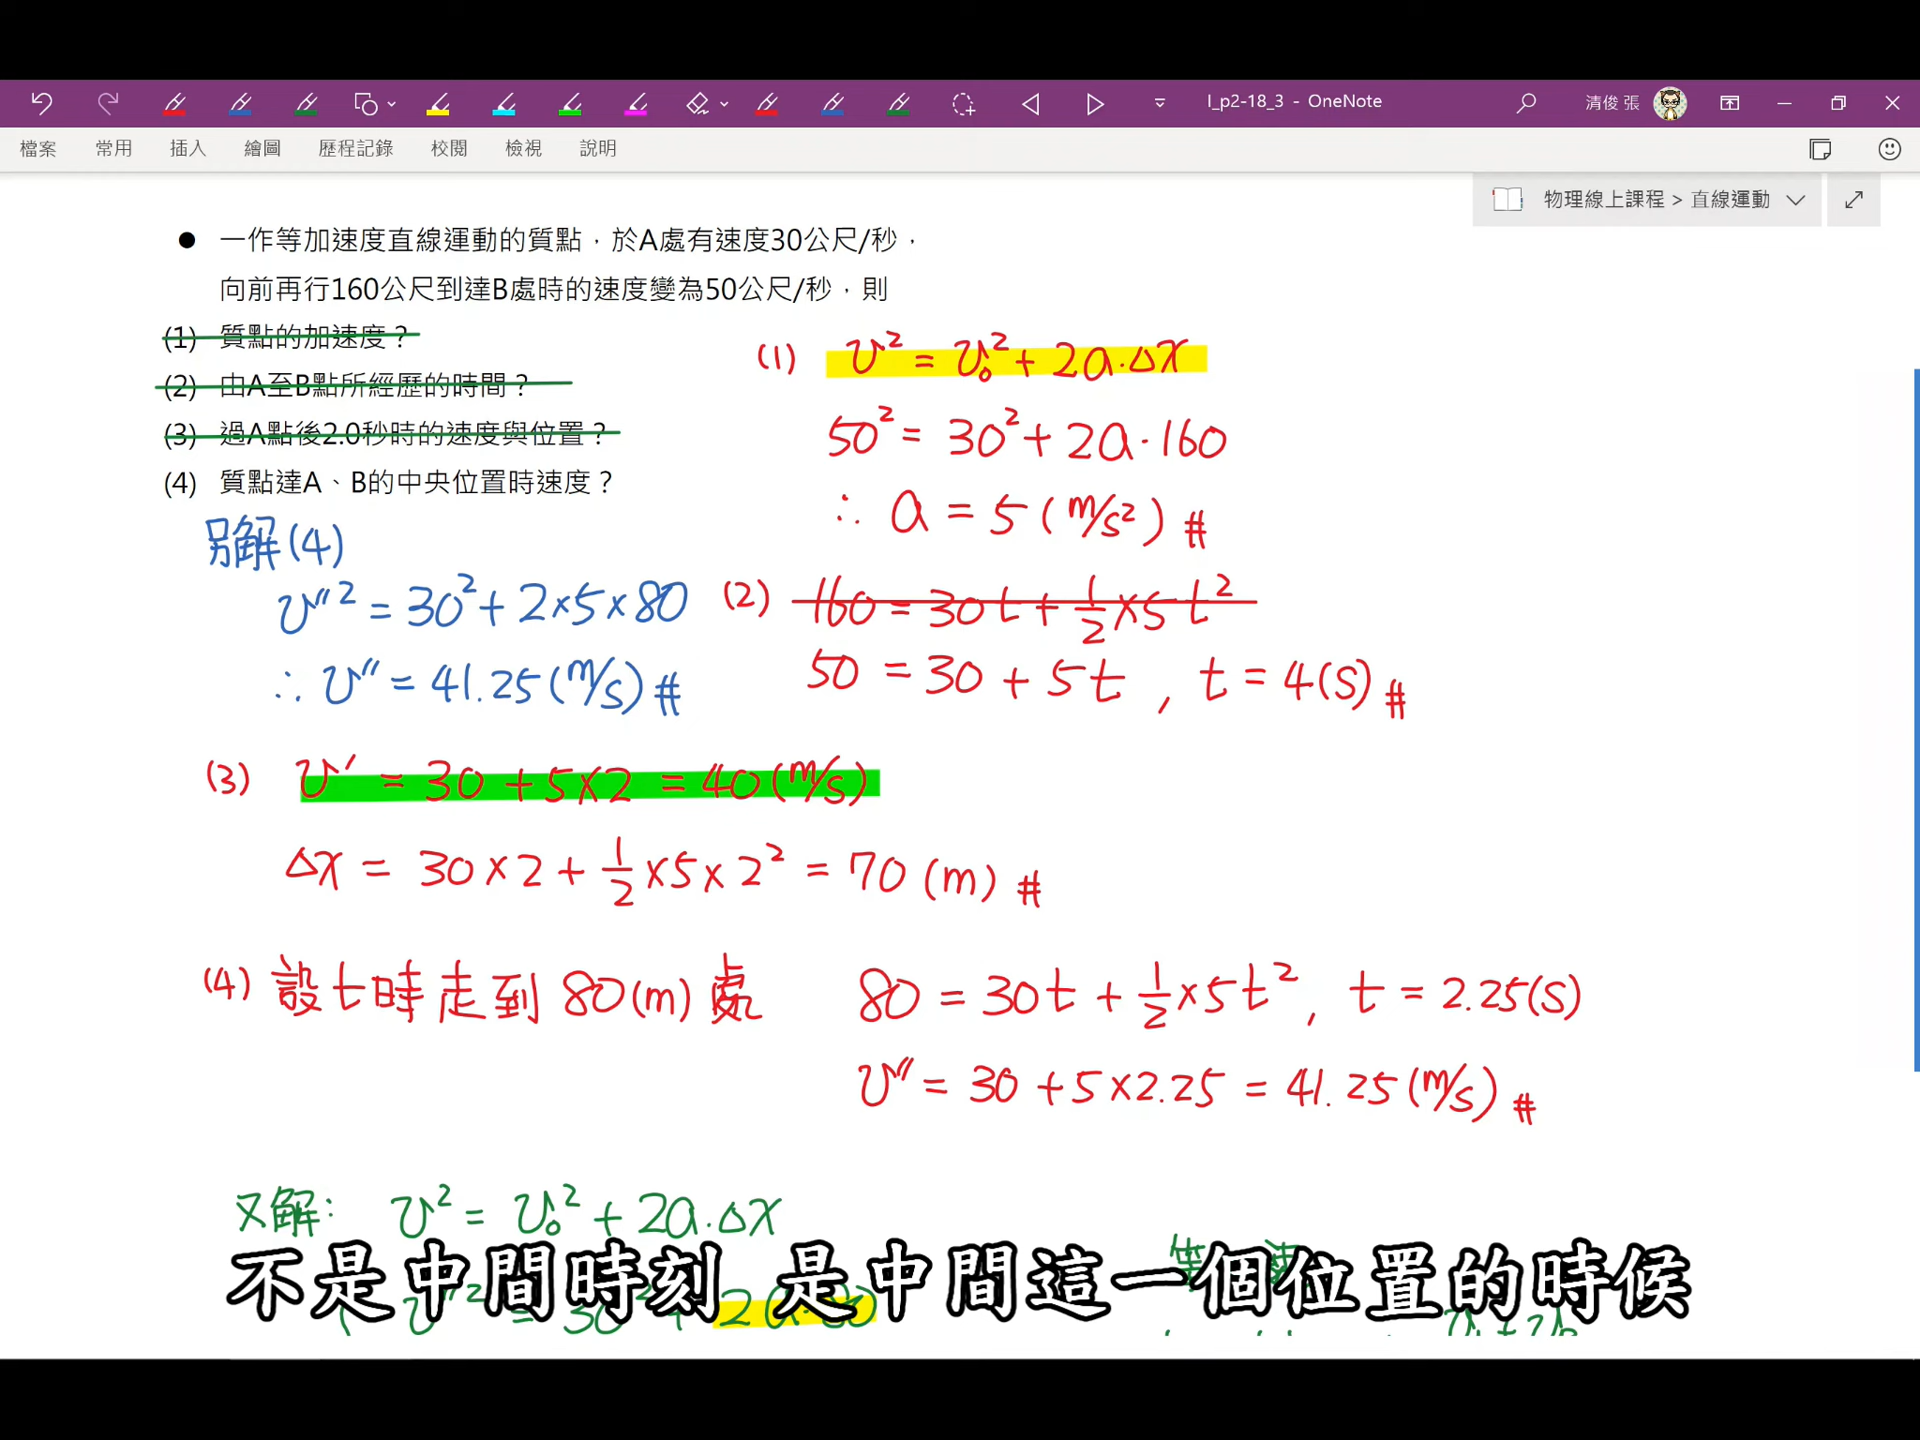 I_p2-18_3 - OneNote
清俊 張
檔案 常用 插入 繪圖 歷程記錄 校閱 檢視 說明
物理線上課程 > 直線運動
● 一作等加速度直線運動的質點，於A處有速度30公尺/秒，
向前再行160公尺到達B處時的速度變為50公尺/秒，則
(1) 質點的加速度？
(2) 由A至B點所經歷的時間？
(3) 過A點後2.0秒時的速度與位置？
(4) 質點達A、B的中央位置時速度？
(1) v² = v₀² + 2a·Δx
50² = 30² + 2a·160
∴ a = 5 (m/s²) #
別解(4)
v″² = 30² + 2×5×80
∴ v″ = 41.25 (m/s) #
(2) 160 = 30t + 1/2 ×5t²
50 = 30 + 5t , t = 4(s) #
(3) v′ = 30 + 5×2 = 40 (m/s)
Δx = 30×2 + 1/2 ×5×2² = 70 (m) #
(4) 設t時走到 80(m) 處
80 = 30t + 1/2 ×5t² , t = 2.25(s)
v″ = 30 + 5×2.25 = 41.25 (m/s) #
又解： v² = v₀² + 2a·Δx
不是中間時刻 是中間這一個位置的時候